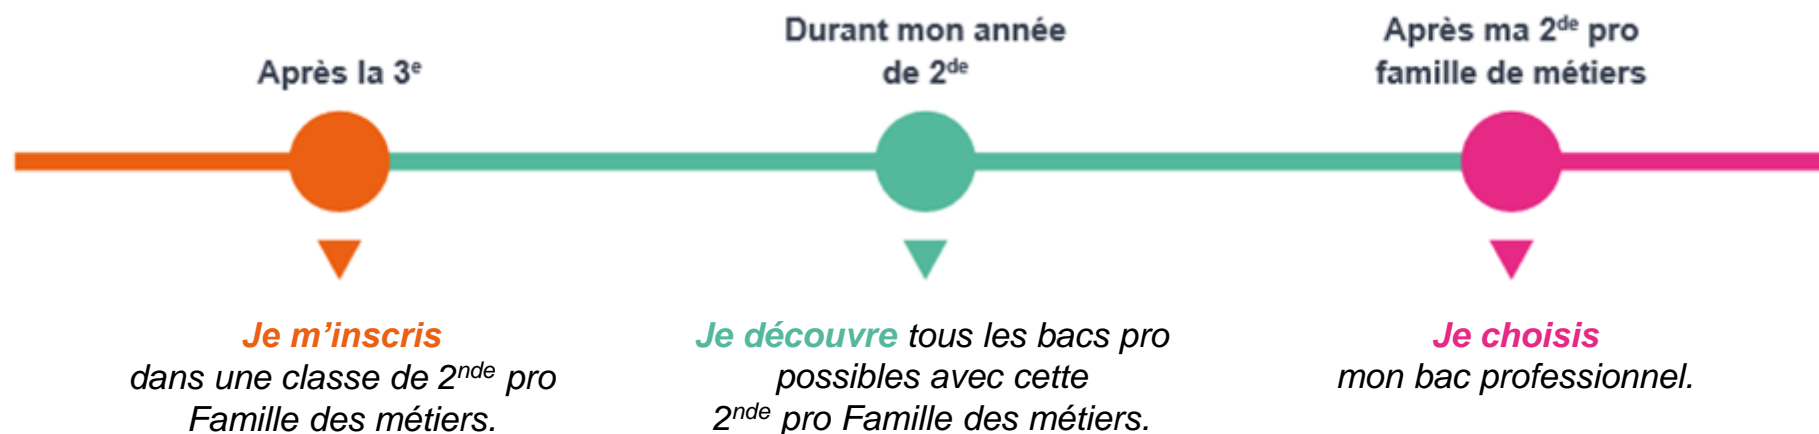 Après la 3e
Durant mon année
de 2de
Après ma 2de pro
famille de métiers
Je m’inscris
dans une classe de 2nde pro
Famille des métiers.
Je découvre tous les bacs pro
possibles avec cette
2nde pro Famille des métiers.
Je choisis
mon bac professionnel.